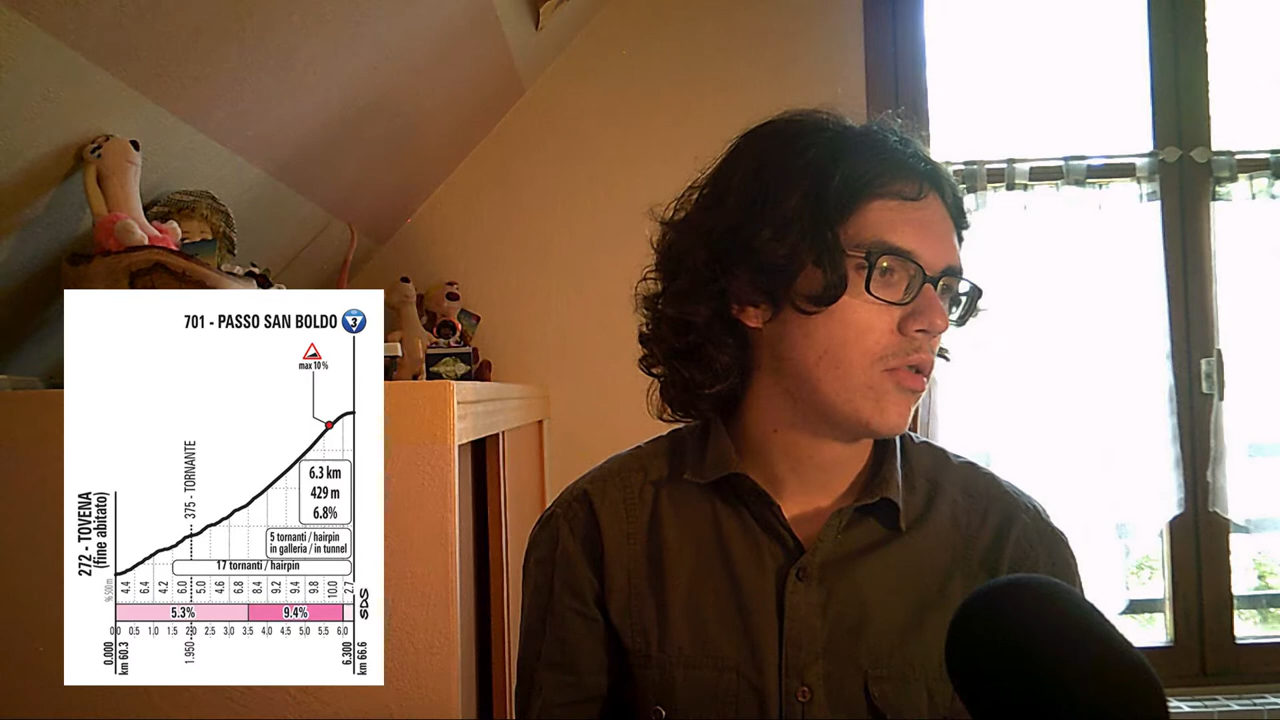 701 - PASSO SAN BOLDO 3
max 10 %
375 - TORNANTE
6.3 km
429 m
6.8%
272 - TOVENA
(fine abitato)
5 tornanti / hairpin
in galleria / in tunnel
17 tornanti / hairpin
% 500 m
4.4 6.4 4.2 6.0 5.0 4.6 6.8 8.4 9.2 9.4 9.8 10.0 2.7
SDS
5.3% 9.4%
0.0 0.5 1.0 1.5 2.0 2.5 3.0 3.5 4.0 4.5 5.0 5.5 6.0
0.000
km 60.3
1.950
6.300
km 66.6